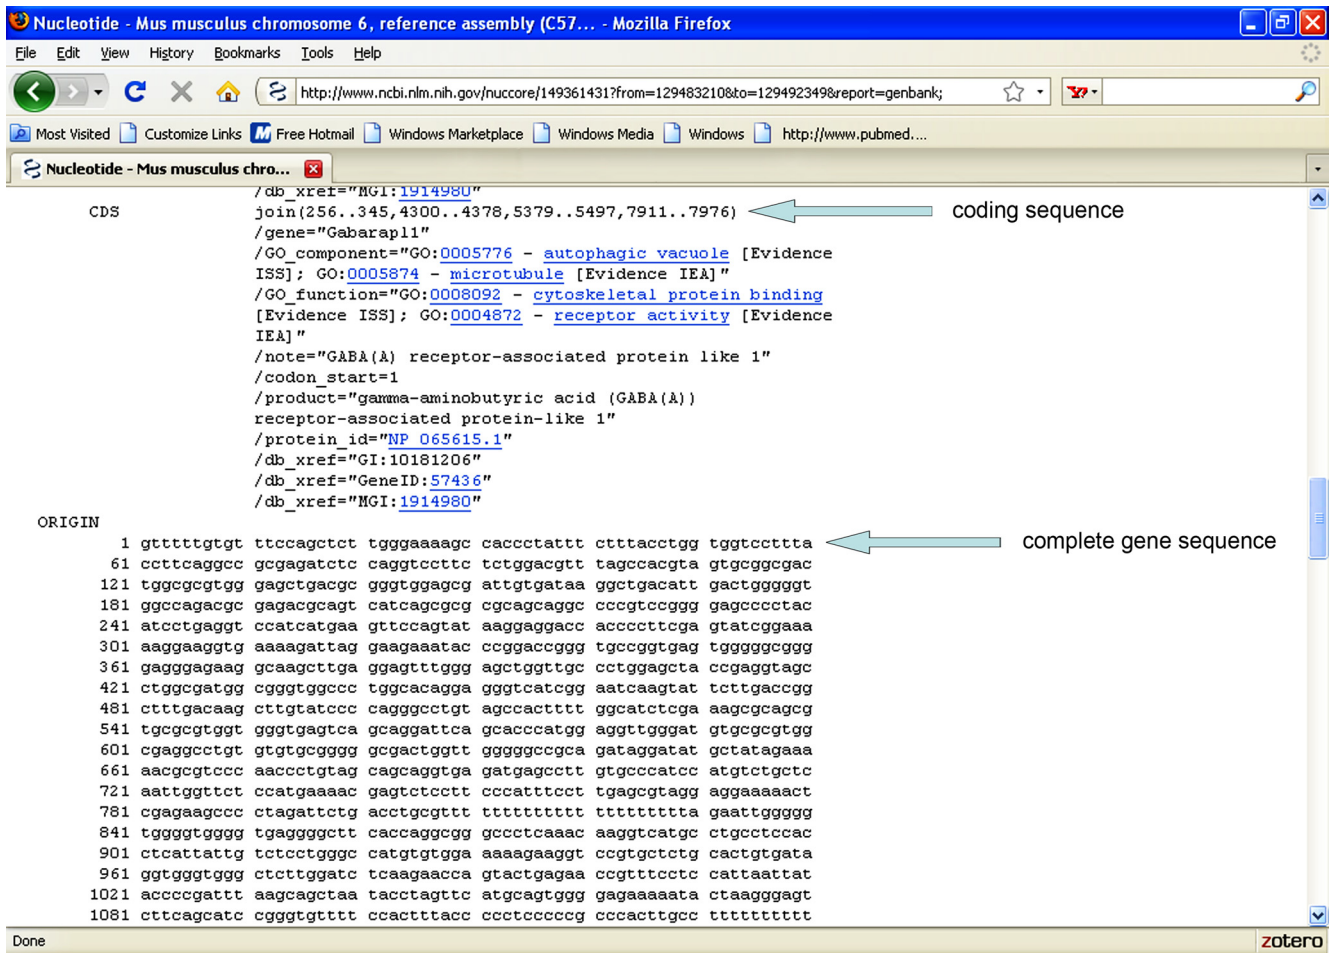 Nucleotide - Mus musculus chromosome 6, reference assembly (C57... - Mozilla Firefox
File Edit View History Bookmarks Tools Help
http://www.ncbi.nlm.nih.gov/nuccore/149361431?from=129483210&to=129492349&report=genbank;
Most Visited Customize Links Free Hotmail Windows Marketplace Windows Media Windows http://www.pubmed....
Nucleotide - Mus musculus chro...
/db_xref="MGI:1914980"
CDS join(256..345,4300..4378,5379..5497,7911..7976) coding sequence
/gene="Gabarapl1"
/GO_component="GO:0005776 - autophagic vacuole [Evidence
ISS]; GO:0005874 - microtubule [Evidence IEA]"
/GO_function="GO:0008092 - cytoskeletal protein binding
[Evidence ISS]; GO:0004872 - receptor activity [Evidence
IEA]"
/note="GABA(A) receptor-associated protein like 1"
/codon_start=1
/product="gamma-aminobutyric acid (GABA(A))
receptor-associated protein-like 1"
/protein_id="NP_065615.1"
/db_xref="GI:10181206"
/db_xref="GeneID:57436"
/db_xref="MGI:1914980"
ORIGIN
1 gtttttgtgt ttccagctct tgggaaaagc caccctattt ctttacctgg tggtccttta complete gene sequence
61 ccttcaggcc gcgagatctc caggtccttc tctggacgtt tagccacgta gtgcggcgac
121 tggcgcgtgg gagctgacgc gggtggagcg attgtgataa ggctgacatt gactgggggt
181 ggccagacgc gagacgcagt catcagcgcg cgcagcaggc cccgtccggg gagcccctac
241 atcctgaggt ccatcatgaa gttccagtat aaggaggacc accccttcga gtatcggaaa
301 aaggaaggtg aaaagattag gaagaaatac ccggaccggg tgccggtgag tgggggcggg
361 gagggagaag gcaagcttga ggagtttggg agctggttgc cctggagcta ccgaggtagc
421 ctggcgatgg cgggtggccc tggcacagga gggtcatcgg aatcaagtat tcttgaccgg
481 ctttgacaag cttgtatccc cagggcctgt agccactttt ggcatctcga aagcgcagcg
541 tgcgcgtggt gggtgagtca gcaggattca gcacccatgg aggttgggat gtgcgcgtgg
601 cgaggcctgt gtgtgcgggg gcgactggtt gggggccgca gataggatat gctatagaaa
661 aacgcgtccc aaccctgtag cagcaggtga gatgagcctt gtgcccatcc atgtctgctc
721 aattggttct ccatgaaaac gagtctcctt cccatttcct tgagcgtagg aggaaaaact
781 cgagaagccc ctagattctg acctgcgttt tttttttttt ttttttttta gaattggggg
841 tggggtgggg tgaggggctt caccaggcgg gccctcaaac aaggtcatgc ctgcctccac
901 ctcattattg tctcctgggc catgtgtgga aaaagaaggt ccgtgctctg cactgtgata
961 ggtgggtggg ctcttggatc tcaagaacca gtactgagaa ccgtttcctc cattaattat
1021 accccgattt aagcagctaa tacctagttc atgcagtggg gagaaaaata ctaagggagt
1081 cttcagcatc cgggtgtttt ccactttacc ccctcccccg cccacttgcc tttttttttt
Done zotero